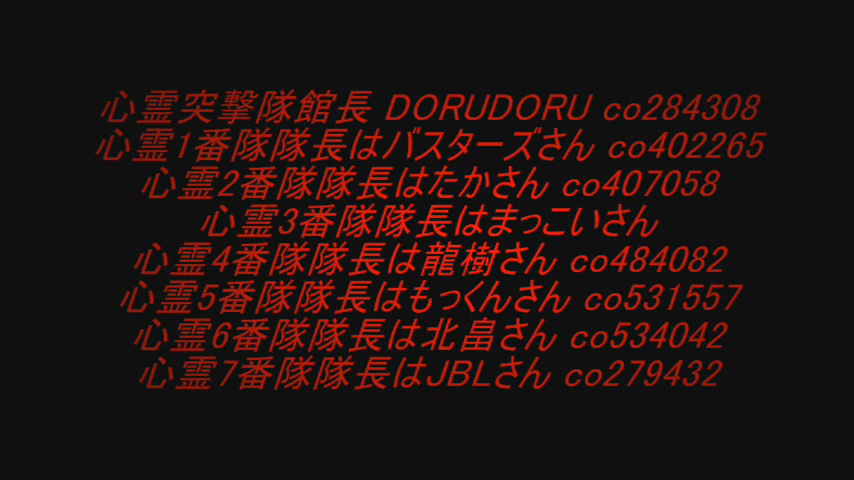 心霊突撃隊館長 DORUDORU co284308
心霊1番隊隊長はバスターズさん co402265
心霊2番隊隊長はたかさん co407058
心霊3番隊隊長はまっこいさん
心霊4番隊隊長は龍樹さん co484082
心霊5番隊隊長はもっくんさん co531557
心霊6番隊隊長は北畠さん co534042
心霊7番隊隊長はJBLさん co279432